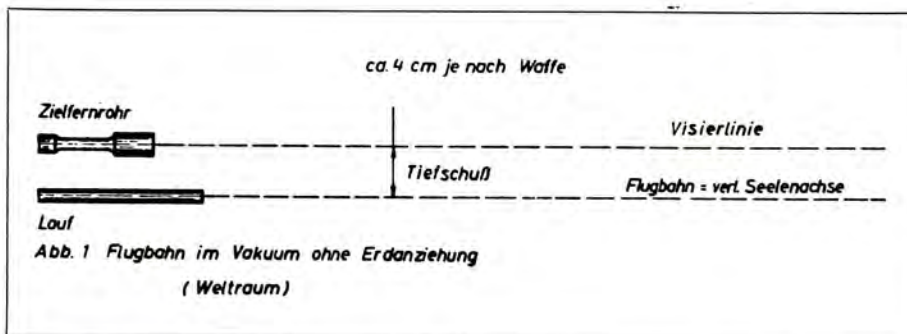 ca. 4 cm je nach Waffe
Zielfernrohr
Visierlinie
Tiefschuß
Flugbahn = verl. Seelenachse
Lauf
Abb. 1 Flugbahn im Vakuum ohne Erdanziehung
(Weltraum)